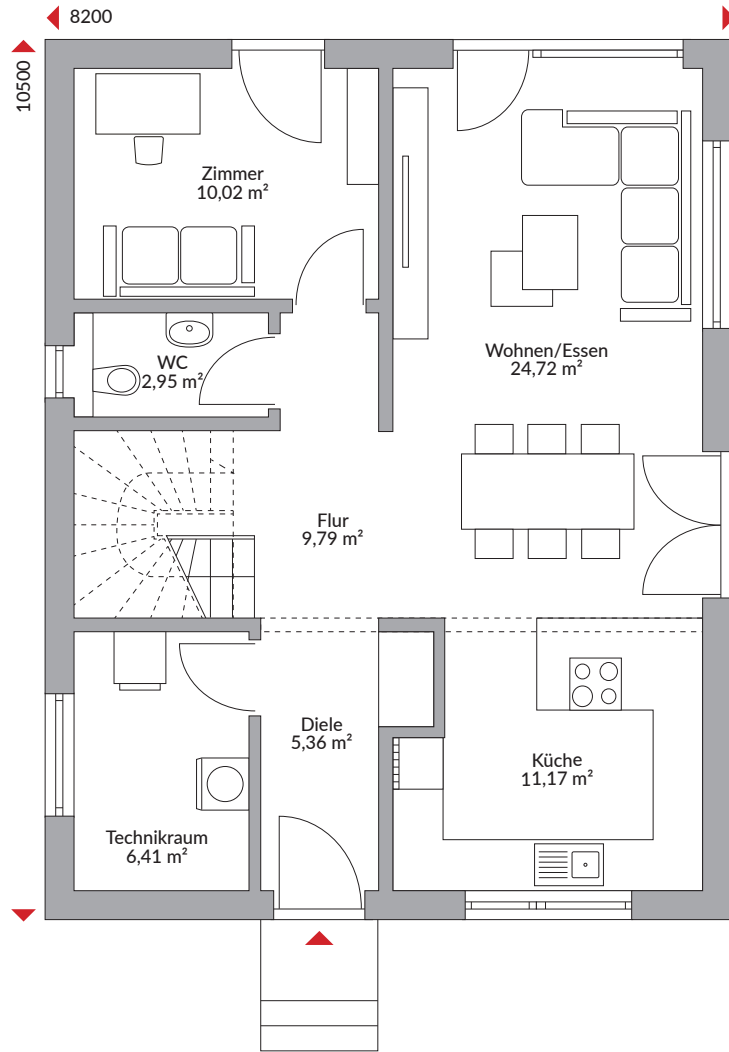 8200
10500
Zimmer
10,02 m²
Wohnen/Essen
24,72 m²
WC
2,95 m²
Flur
9,79 m²
Diele
5,36 m²
Küche
11,17 m²
Technikraum
6,41 m²